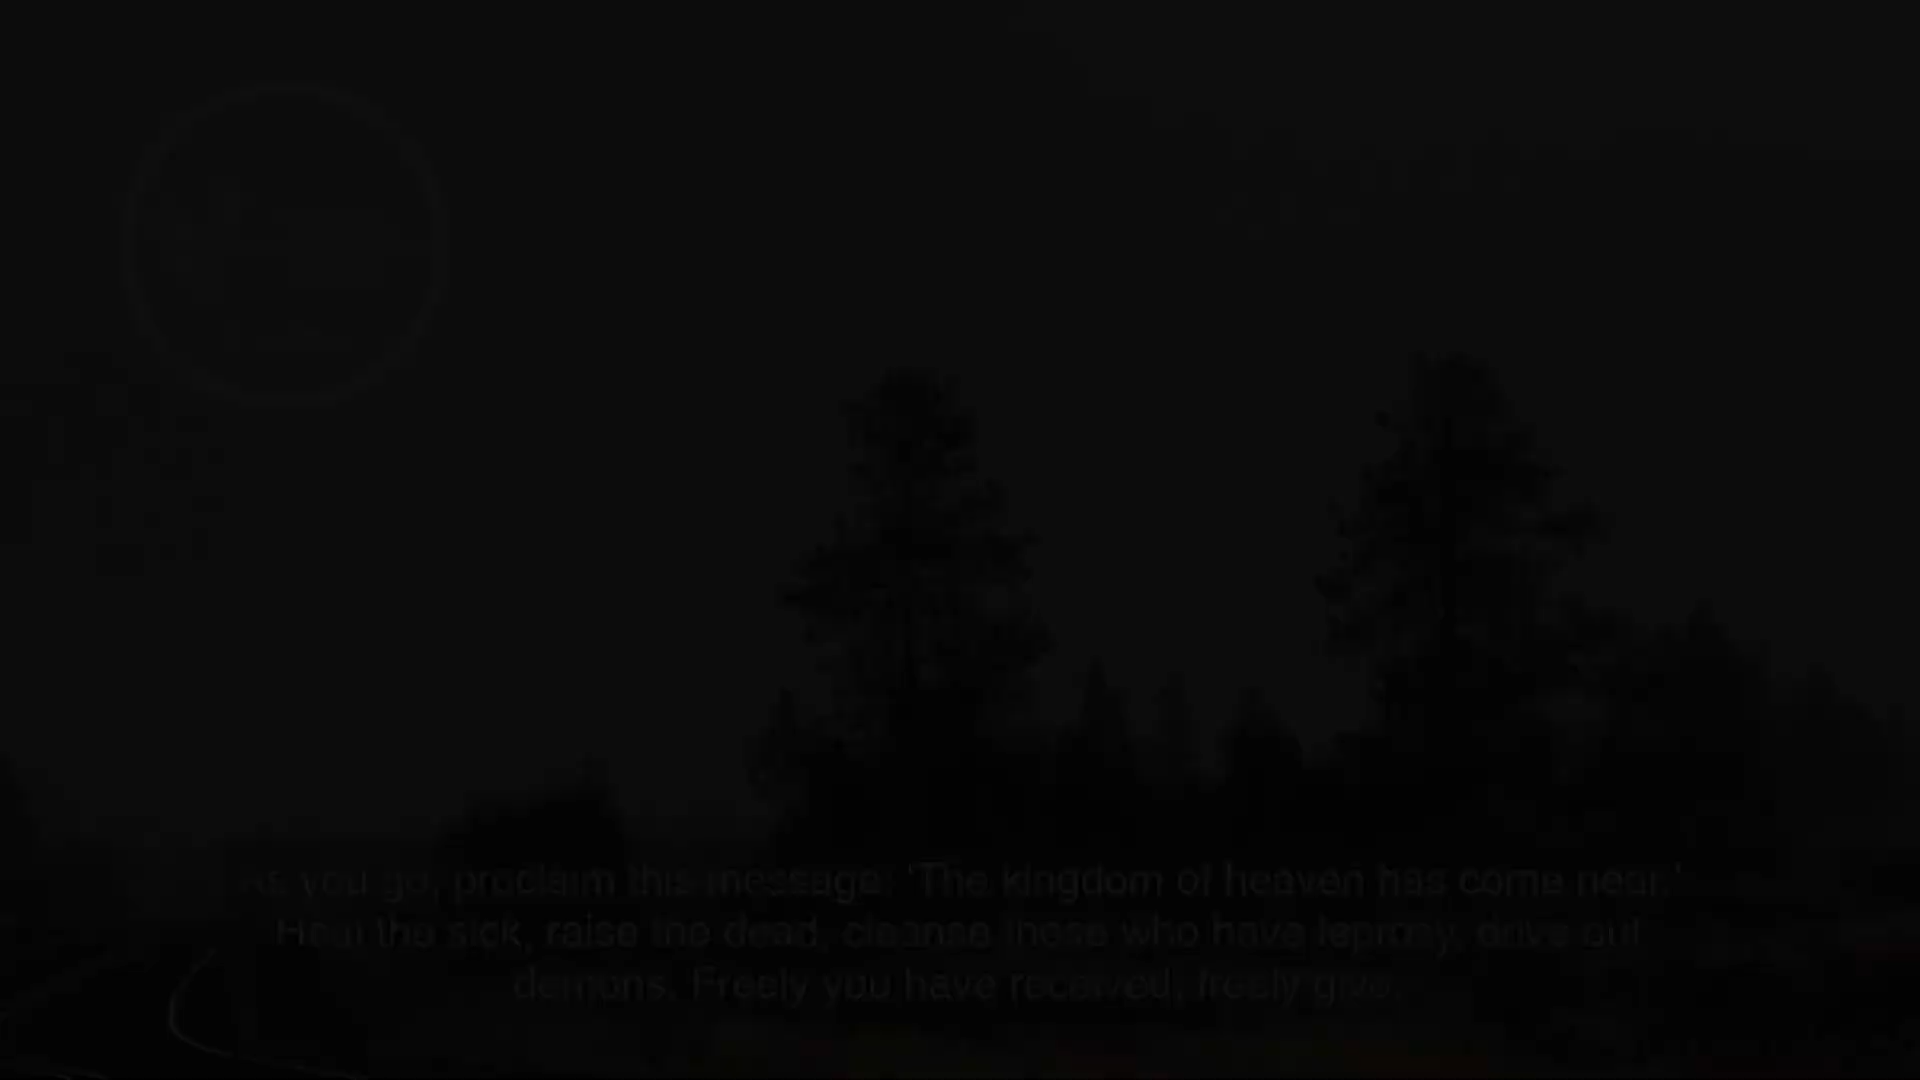 As you go, proclaim this message: 'The kingdom of heaven has come near.'
Heal the sick, raise the dead, cleanse those who have leprosy, drive out
demons. Freely you have received, freely give.